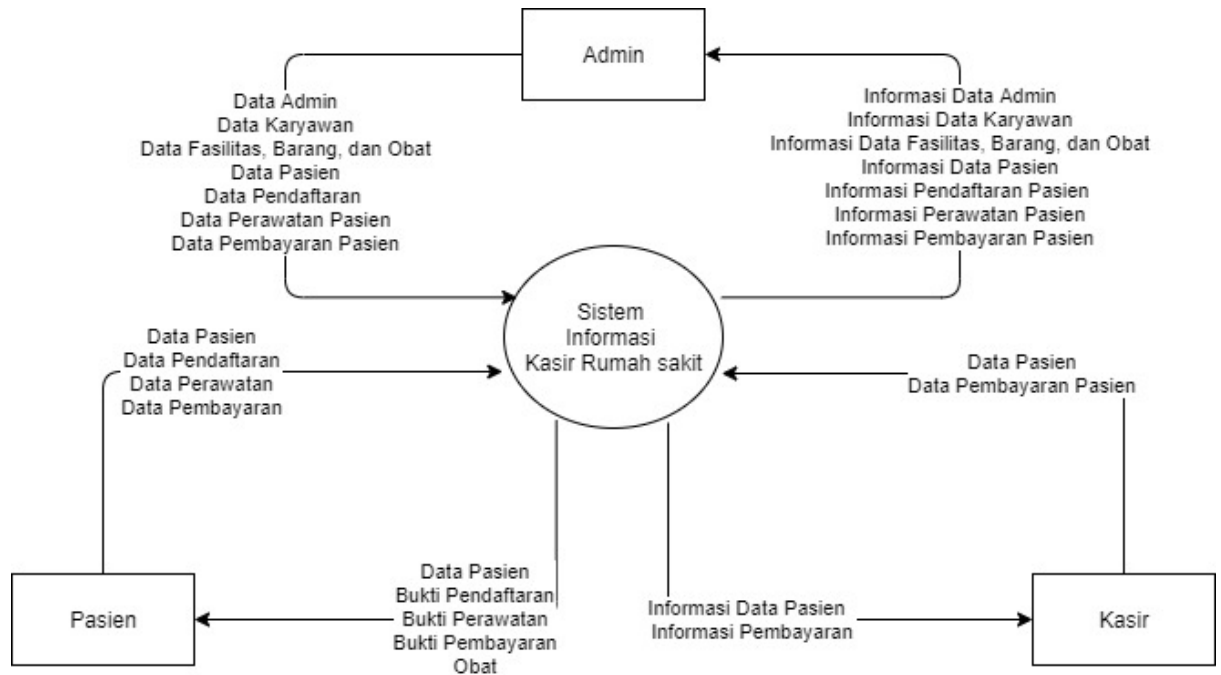 Admin
Data Admin
Data Karyawan
Data Fasilitas, Barang, dan Obat
Data Pasien
Data Pendaftaran
Data Perawatan Pasien
Data Pembayaran Pasien
Informasi Data Admin
Informasi Data Karyawan
Informasi Data Fasilitas, Barang, dan Obat
Informasi Data Pasien
Informasi Pendaftaran Pasien
Informasi Perawatan Pasien
Informasi Pembayaran Pasien
Sistem
Informasi
Kasir Rumah sakit
Data Pasien
Data Pendaftaran
Data Perawatan
Data Pembayaran
Data Pasien
Data Pembayaran Pasien
Pasien
Data Pasien
Bukti Pendaftaran
Bukti Perawatan
Bukti Pembayaran
Obat
Informasi Data Pasien
Informasi Pembayaran
Kasir